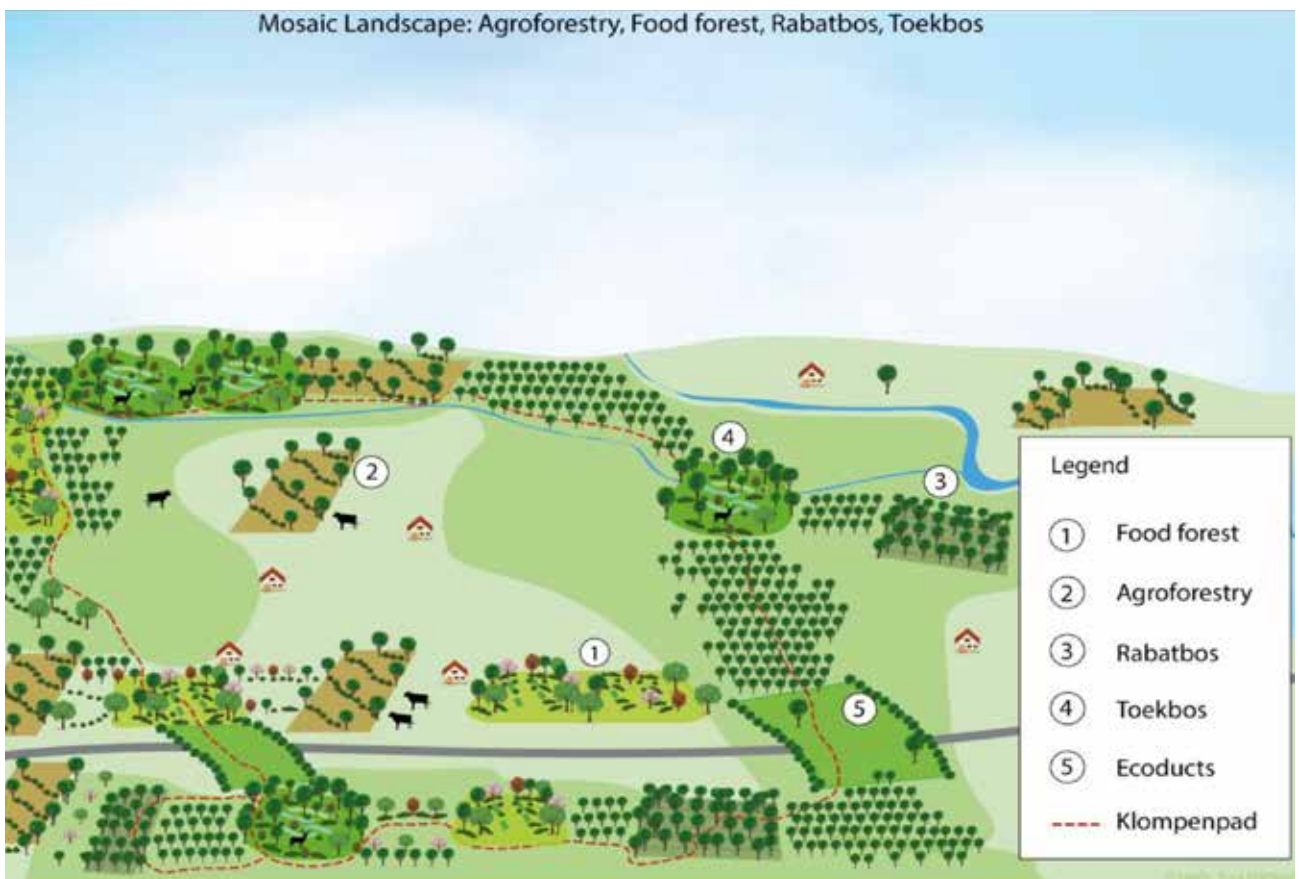 Mosaic Landscape: Agroforestry, Food forest, Rabatbos, Toekbos
4
2
3
1
5
Legend
1 Food forest
2 Agroforestry
3 Rabatbos
4 Toekbos
5 Ecoducts
Klompenpad